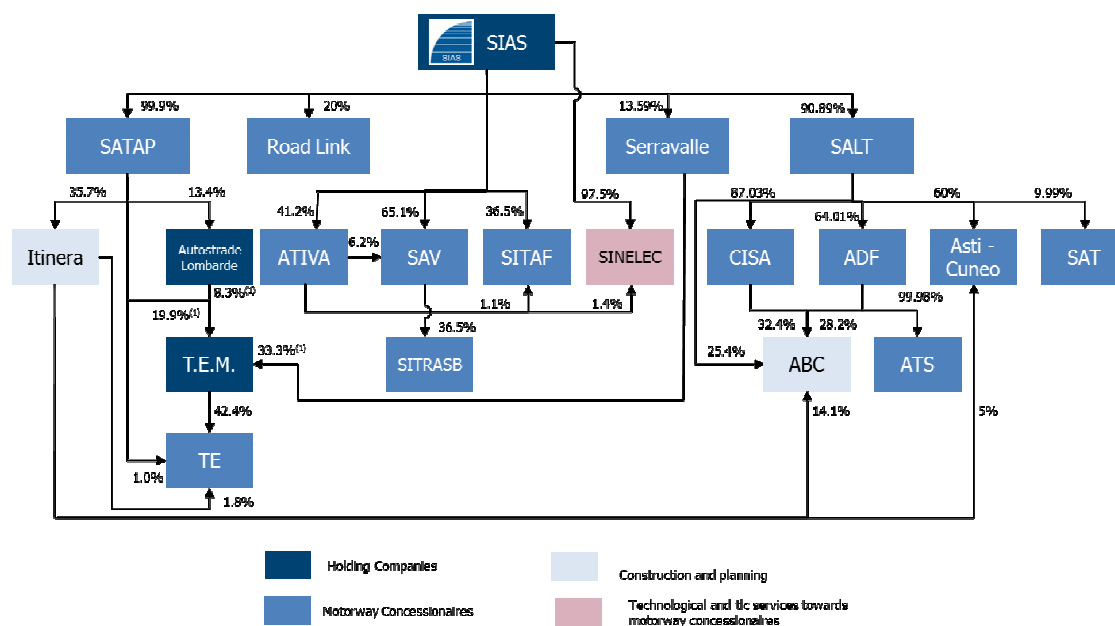 SIAS
SIAS
99.9%
20%
13.59%
90.89%
SATAP
Road Link
Serravalle
SALT
35.7%
13.4%
41.2%
65.1%
36.5%
97.5%
87.03%
64.01%
60%
9.99%
Itinera
Autostrade
Lombarde
ATIVA
6.2%
SAV
SITAF
SINELEC
CISA
ADF
Asti -
Cuneo
SAT
8.3%
19.9%(1)
1.1%
1.4%
99.98%
33.3%(1)
36.5%
32.4%
28.2%
25.4%
T.E.M.
SITRASB
ABC
ATS
42.4%
14.1%
5%
TE
1.0%
1.8%
Holding Companies
Construction and planning
Motorway Concessionaires
Technological and tlc services towards
motorway concessionaires